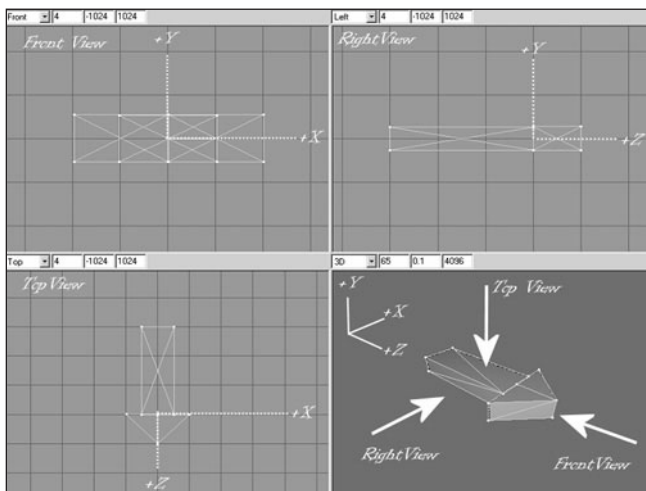 Front 4 -1024 1024
Left 4 -1024 1024
Front View
+Y
+X
Right View
+Y
+Z
Top 4 -1024 1024
3D 65 0.1 4096
Top View
+X
+Z
+Y
+X
+Z
Top View
Right View
Front View